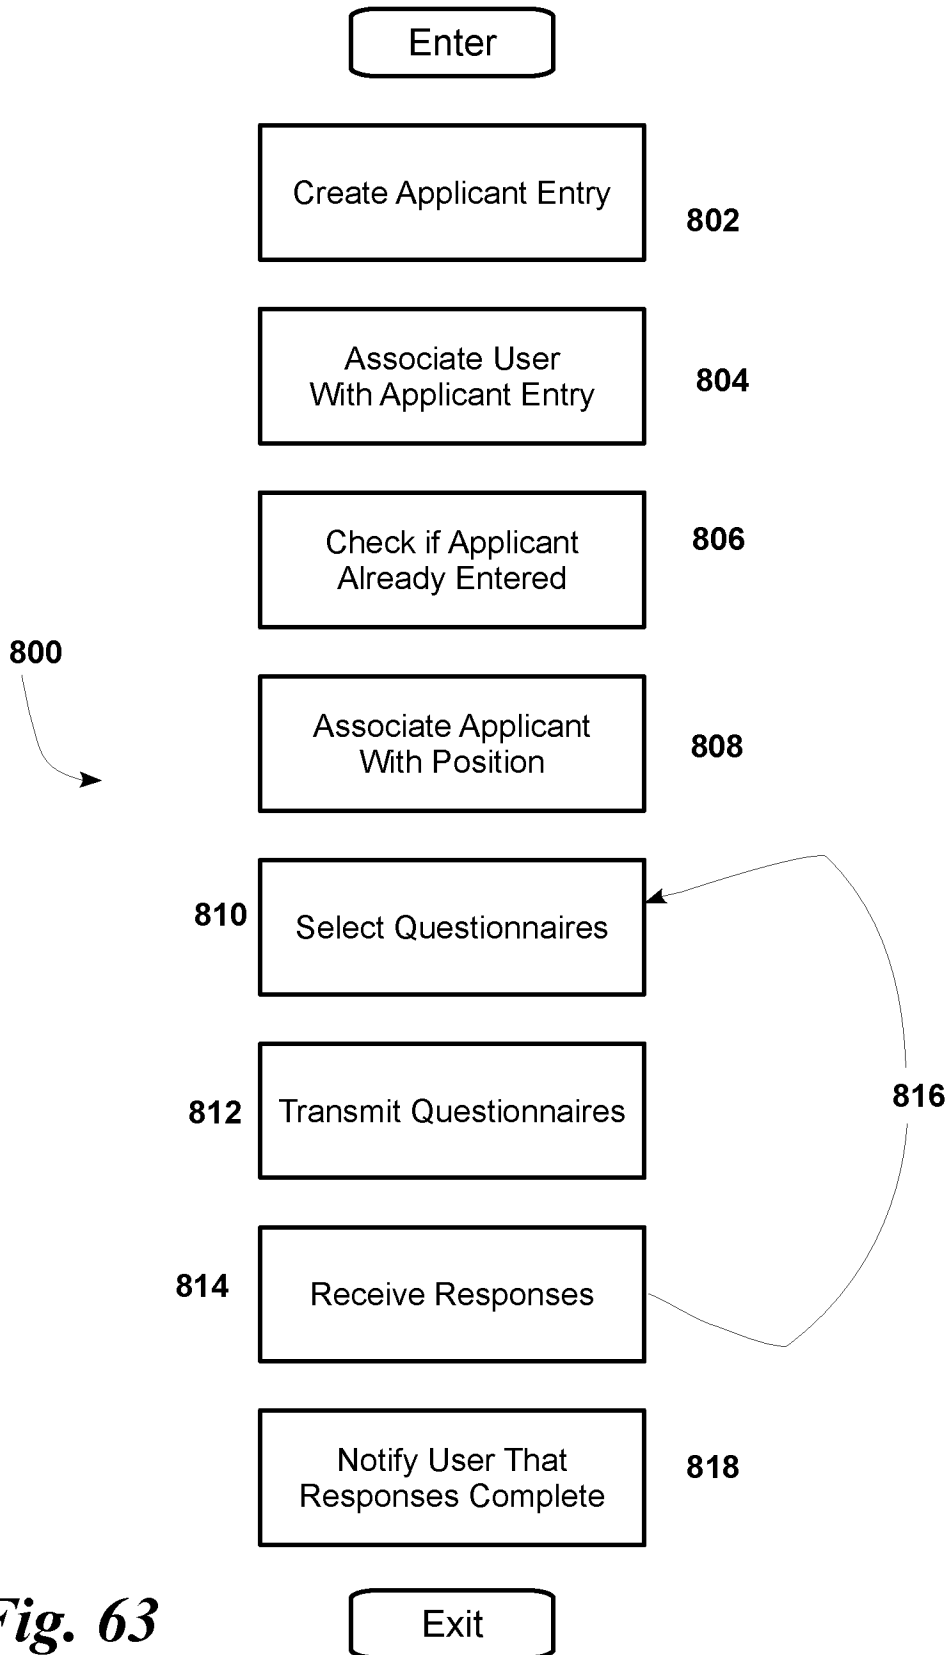 Enter
Create Applicant Entry
802
Associate User
With Applicant Entry
804
Check if Applicant
Already Entered
806
800
Associate Applicant
With Position
808
810
Select Questionnaires
816
812
Transmit Questionnaires
814
Receive Responses
Notify User That
Responses Complete
818
Fig. 63
Exit